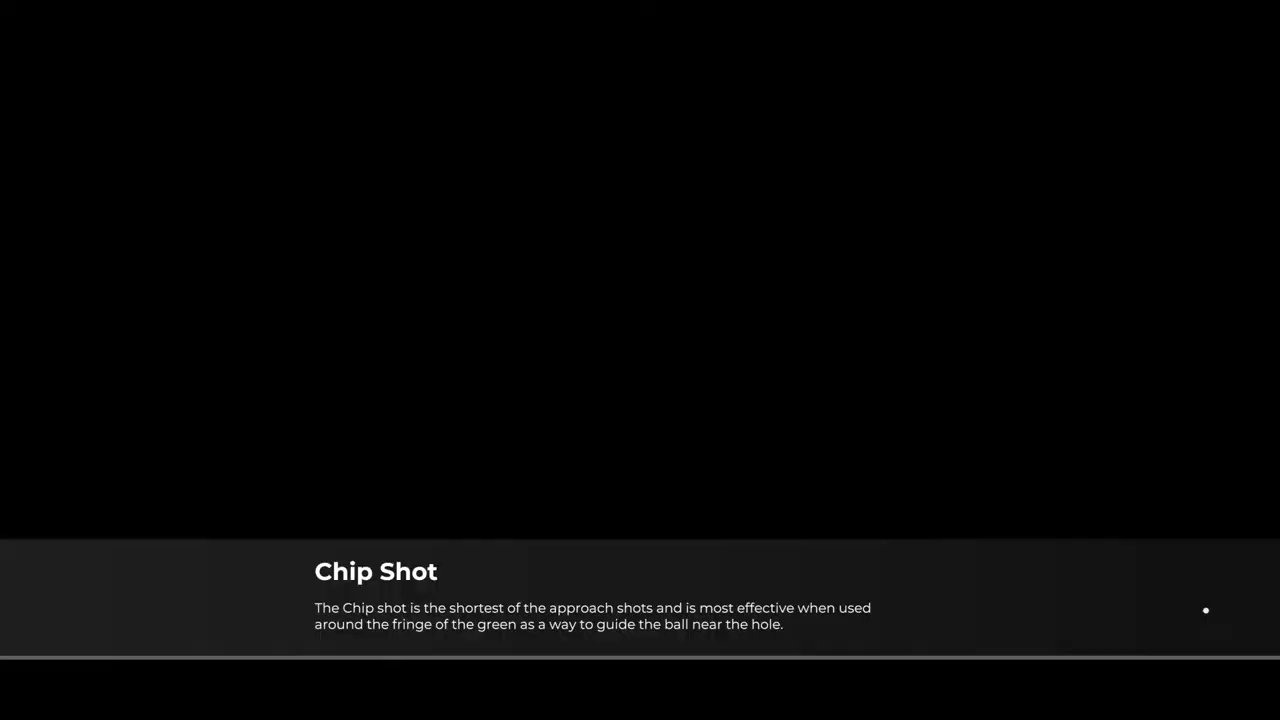 Chip Shot
The Chip shot is the shortest of the approach shots and is most effective when used
around the fringe of the green as a way to guide the ball near the hole.